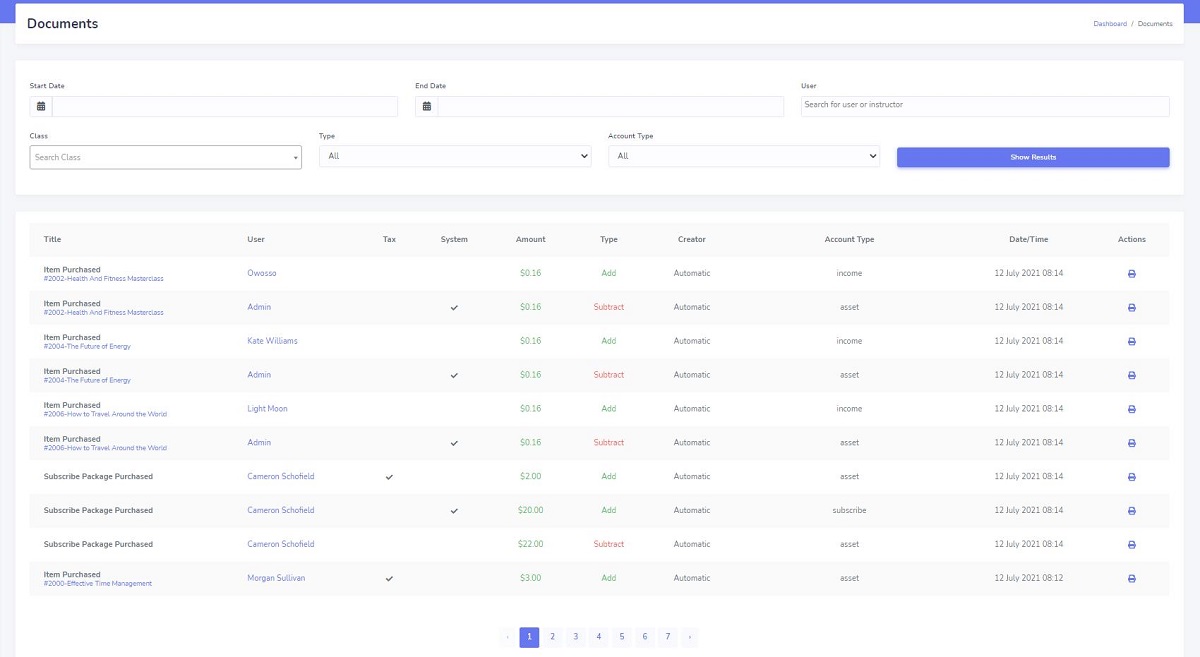 Documents
Dashboard / Documents
Start Date
End Date
User
Search for user or instructor
Class
Type
Account Type
Search Class
All
All
Show Results
Title User Tax System Amount Type Creator Account Type Date/Time Actions
Item Purchased
#2002-Health And Fitness Masterclass
Owosso $0.16 Add Automatic income 12 July 2021 08:14
Item Purchased
#2002-Health And Fitness Masterclass
Admin $0.16 Subtract Automatic asset 12 July 2021 08:14
Item Purchased
#2004-The Future of Energy
Kate Williams $0.16 Add Automatic income 12 July 2021 08:14
Item Purchased
#2004-The Future of Energy
Admin $0.16 Subtract Automatic asset 12 July 2021 08:14
Item Purchased
#2006-How to Travel Around the World
Light Moon $0.16 Add Automatic income 12 July 2021 08:14
Item Purchased
#2006-How to Travel Around the World
Admin $0.16 Subtract Automatic asset 12 July 2021 08:14
Subscribe Package Purchased Cameron Schofield $2.00 Add Automatic asset 12 July 2021 08:14
Subscribe Package Purchased Cameron Schofield $20.00 Add Automatic subscribe 12 July 2021 08:14
Subscribe Package Purchased Cameron Schofield $22.00 Subtract Automatic asset 12 July 2021 08:14
Item Purchased
#2000-Effective Time Management
Morgan Sullivan $3.00 Add Automatic asset 12 July 2021 08:12
1 2 3 4 5 6 7